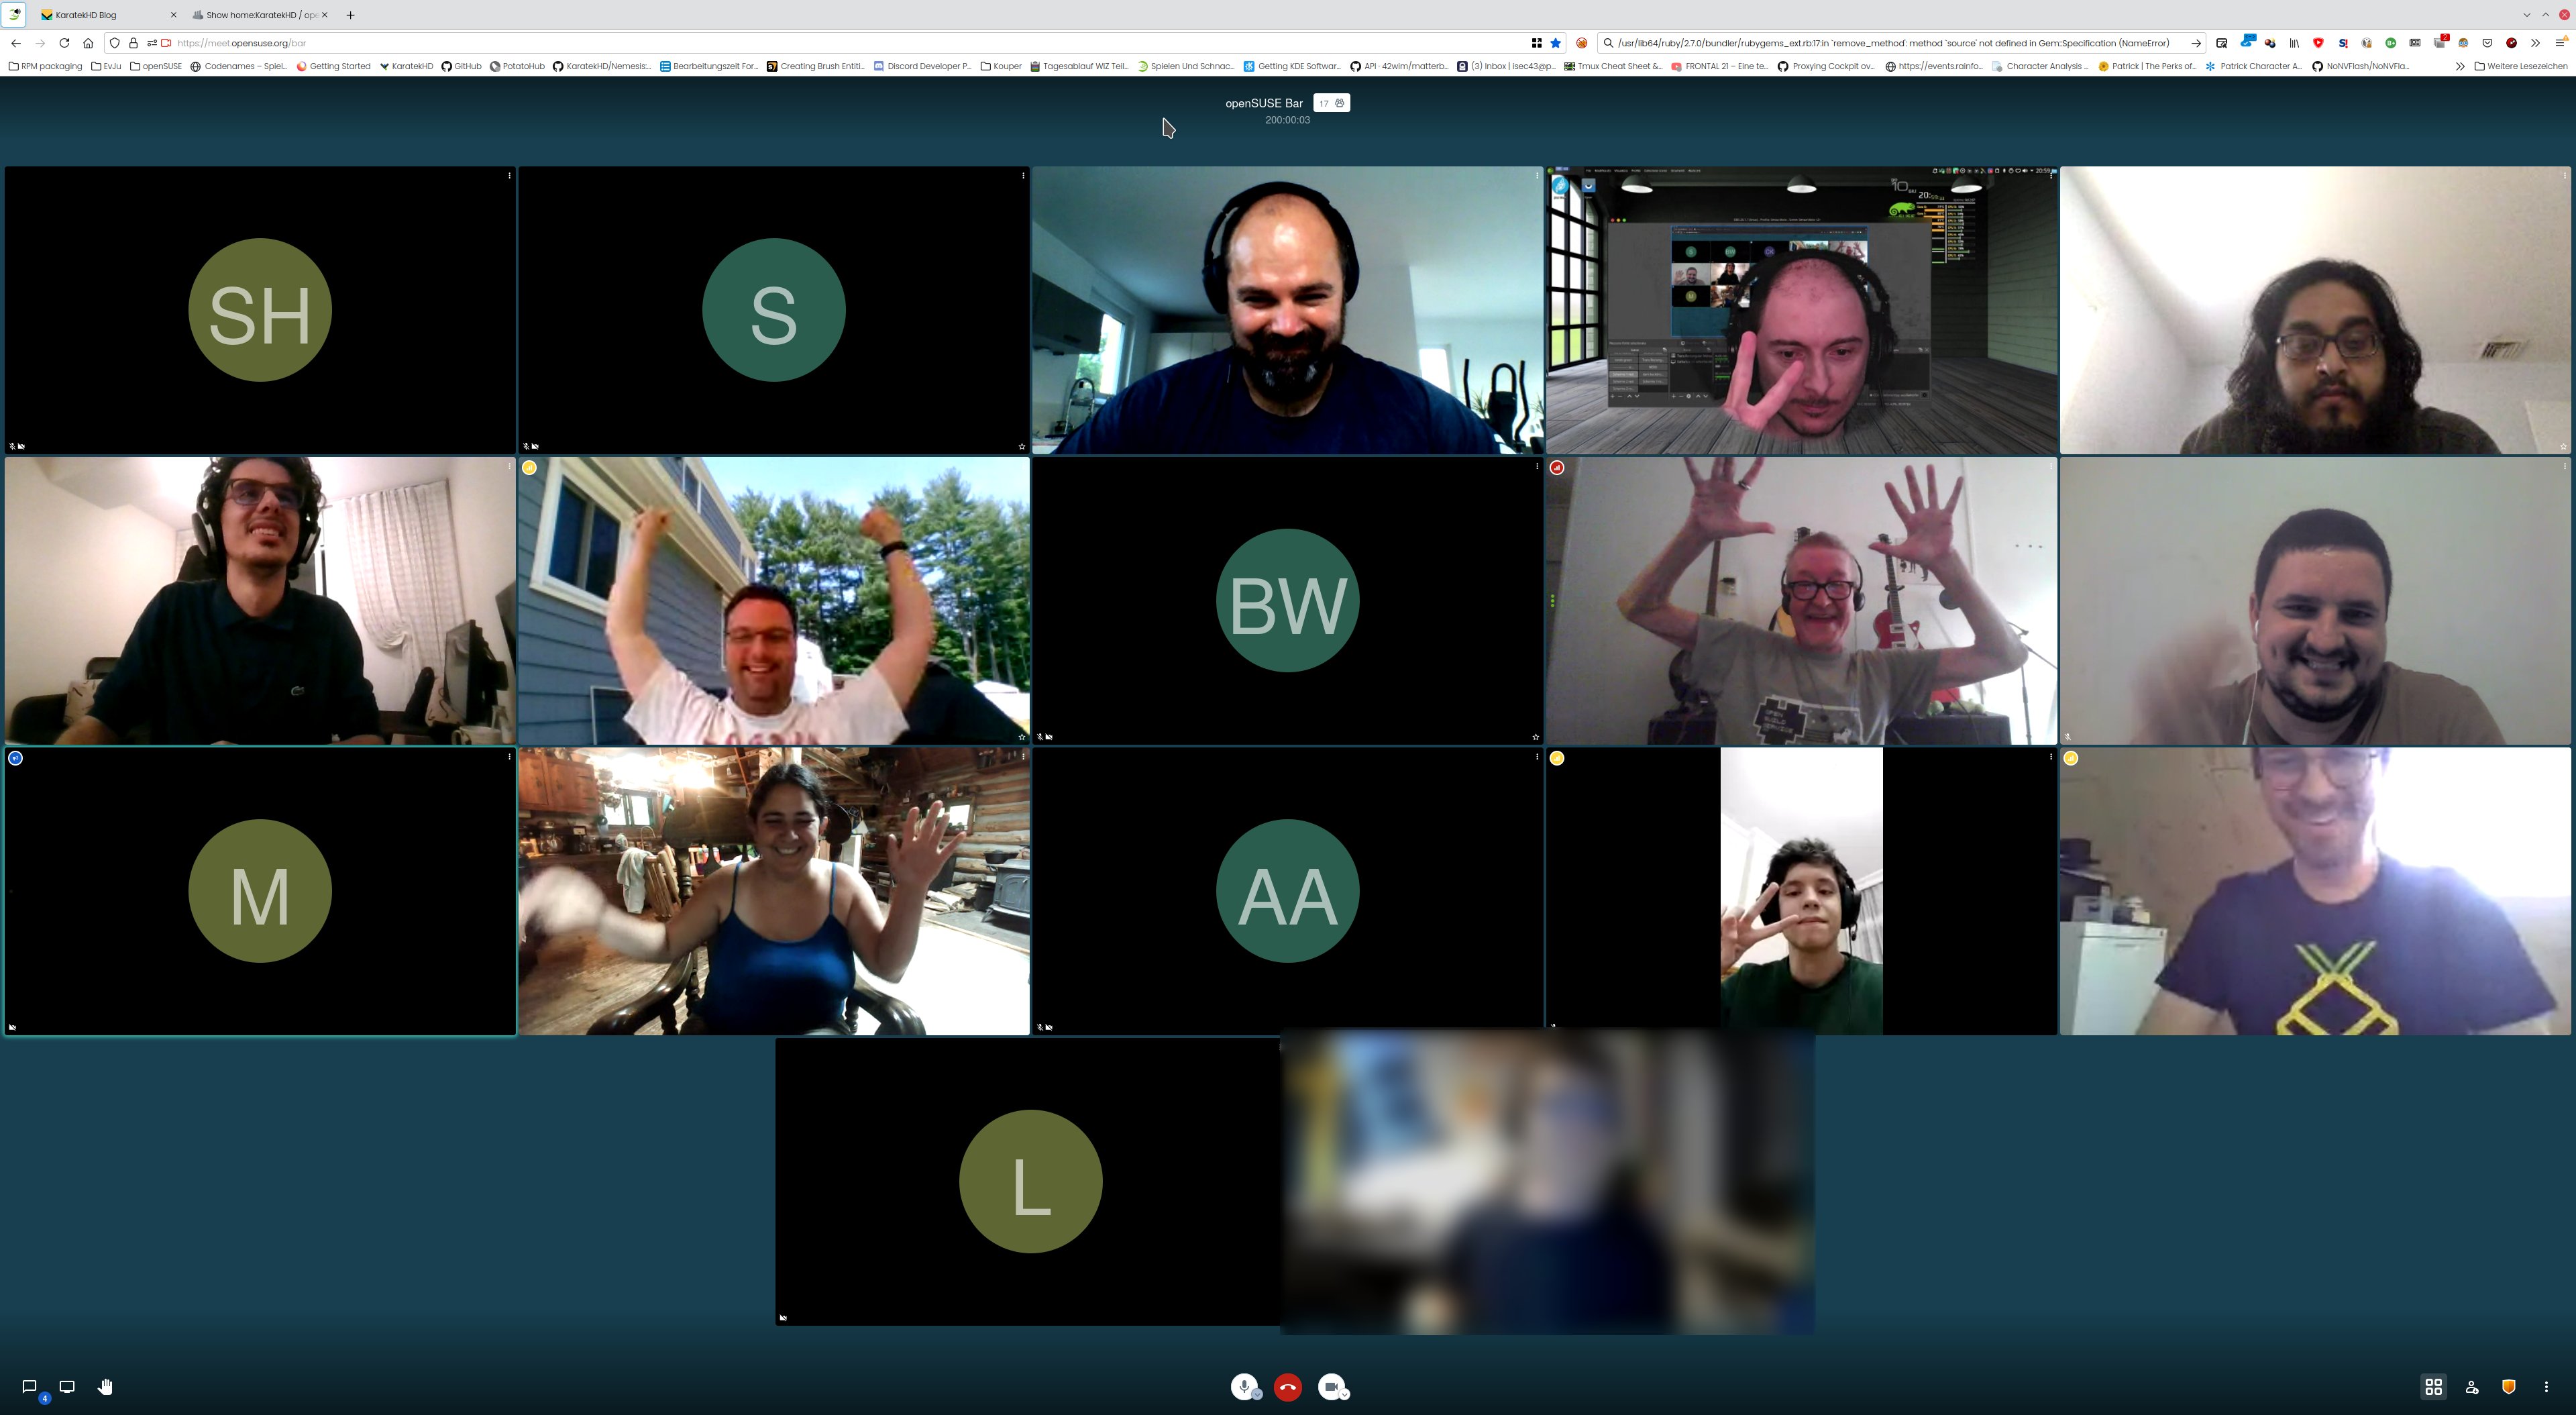 KaratekHD Blog
Show home:KaratekHD / ope
https://meet.opensuse.org/bar
/usr/lib64/ruby/2.7.0/bundler/rubygems_ext.rb:17:in `remove_method': method `source' not defined in Gem::Specification (NameError)
RPM packaging EvJu openSUSE Codenames – Spiel… Getting Started KaratekHD GitHub PotatoHub KaratekHD/Nemesis:… Bearbeitungszeit For… Creating Brush Entiti… Discord Developer P… Kouper Tagesablauf WIZ Teil… Spielen Und Schnac… Getting KDE Softwar… API · 42wim/matterb… (3) Inbox | isec43@p… Tmux Cheat Sheet &… FRONTAL 21 – Eine te… Proxying Cockpit ov… https://events.rainfo… Character Analysis … Patrick | The Perks of… Patrick Character A… NoNVFlash/NoNVFla… Weitere Lesezeichen
openSUSE Bar 17
200:00:03
SH
S
20:59
BW
OPEN
BUILD
SERVICE
M
AA
L
4